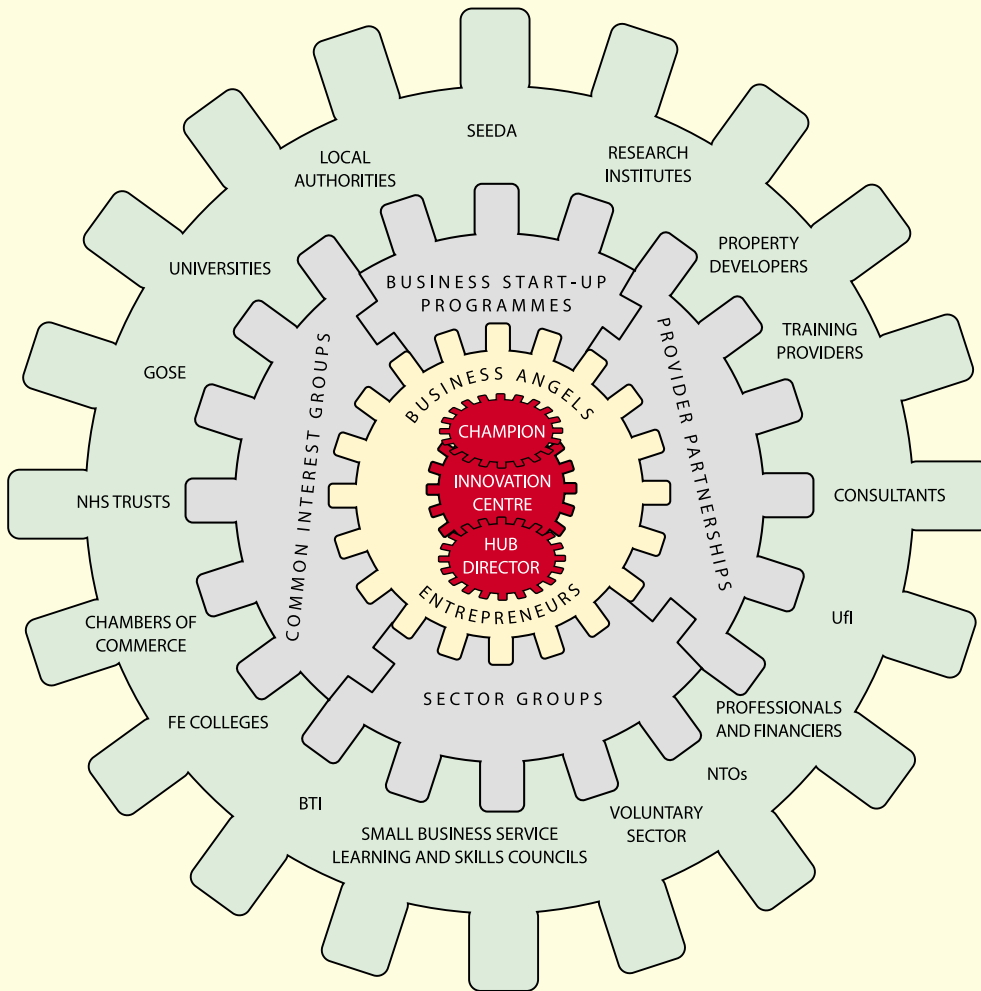 SEEDA
LOCAL
AUTHORITIES
RESEARCH
INSTITUTES
UNIVERSITIES
PROPERTY
DEVELOPERS
BUSINESS START-UP
PROGRAMMES
TRAINING
PROVIDERS
GOSE
COMMON INTEREST GROUPS
PROVIDER PARTNERSHIPS
BUSINESS ANGELS
CHAMPION
INNOVATION
CENTRE
HUB
DIRECTOR
ENTREPRENEURS
NHS TRUSTS
CONSULTANTS
CHAMBERS OF
COMMERCE
UfI
SECTOR GROUPS
FE COLLEGES
PROFESSIONALS
AND FINANCIERS
NTOs
BTI
VOLUNTARY
SECTOR
SMALL BUSINESS SERVICE
LEARNING AND SKILLS COUNCILS